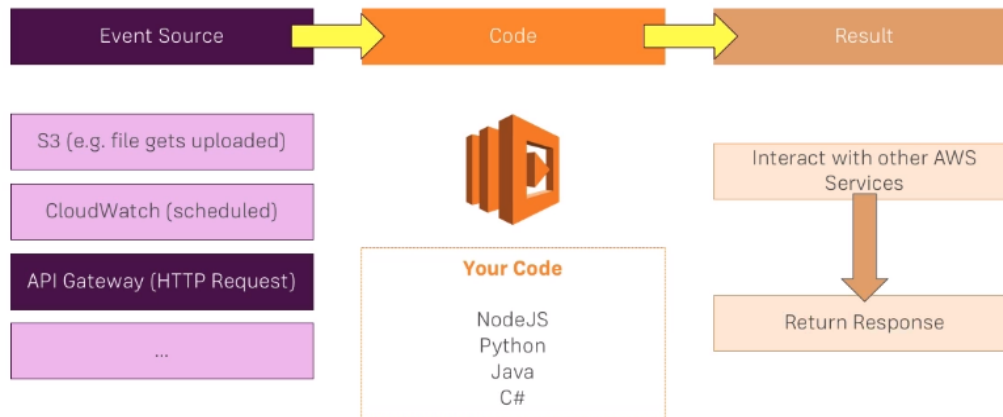 Event Source
Code
Result
S3 (e.g. file gets uploaded)
CloudWatch (scheduled)
API Gateway (HTTP Request)
...
Your Code
NodeJS
Python
Java
C#
Interact with other AWS
Services
Return Response